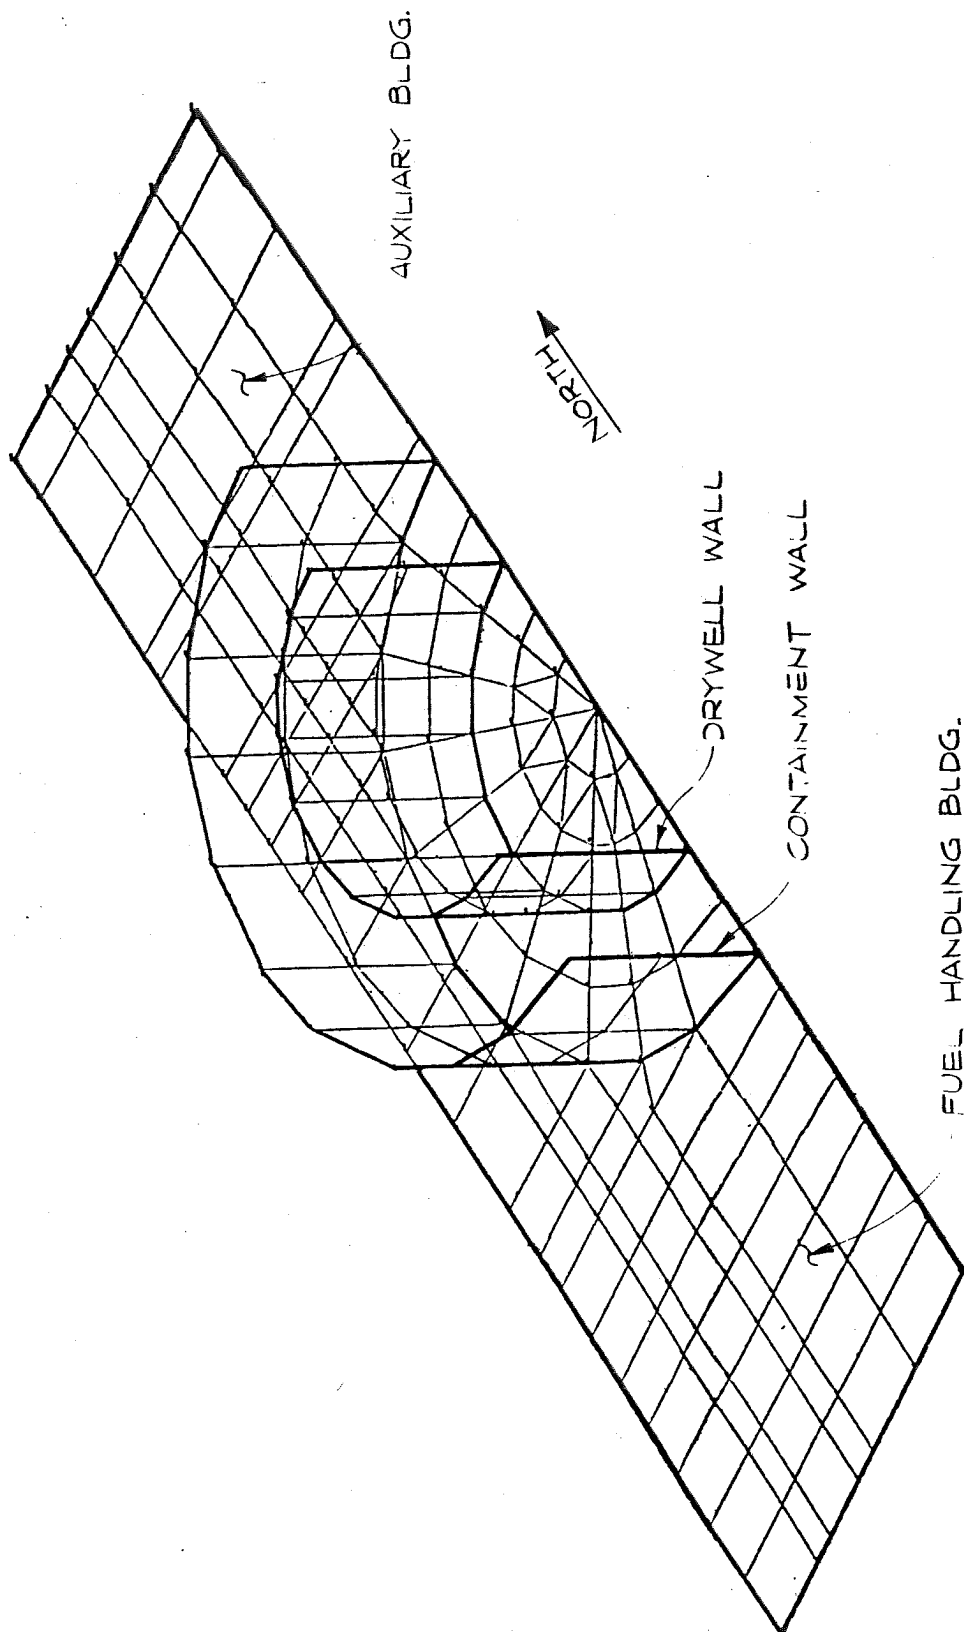 AUXILIARY BLDG.
NORTH
DRYWELL WALL
CONTAINMENT WALL
FUEL HANDLING BLDG.